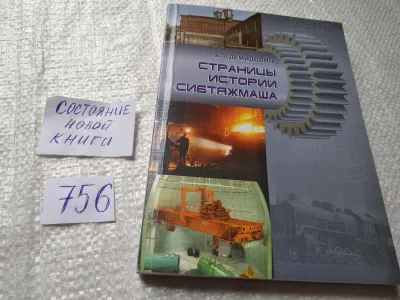 СОСТОЯНИЕ
НОВОЙ
КНИГИ
756
СТРАНИЦЫ
ИСТОРИИ
СИБТЯЖМАША